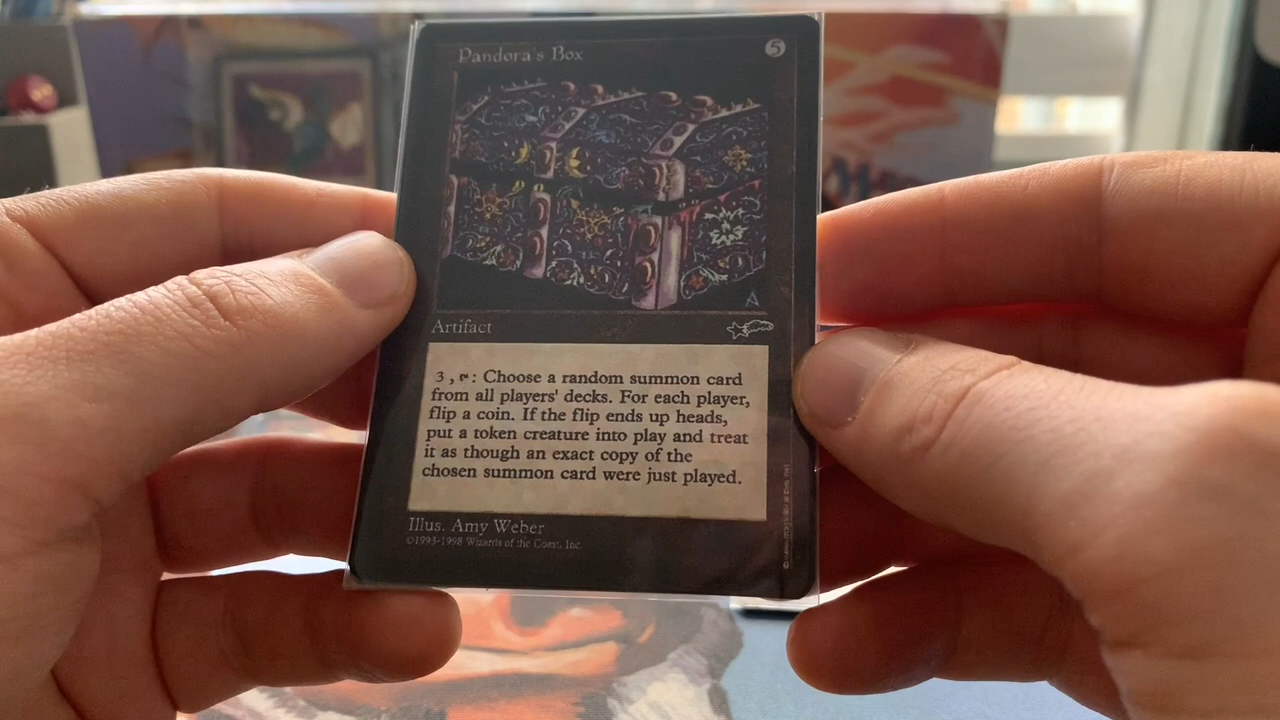 Pandora's Box
5
Artifact
3 , : Choose a random summon card
from all players' decks. For each player,
flip a coin. If the flip ends up heads,
put a token creature into play and treat
it as though an exact copy of the
chosen summon card were just played.
Illus. Amy Weber
©1993-1998 Wizards of the Coast, Inc.